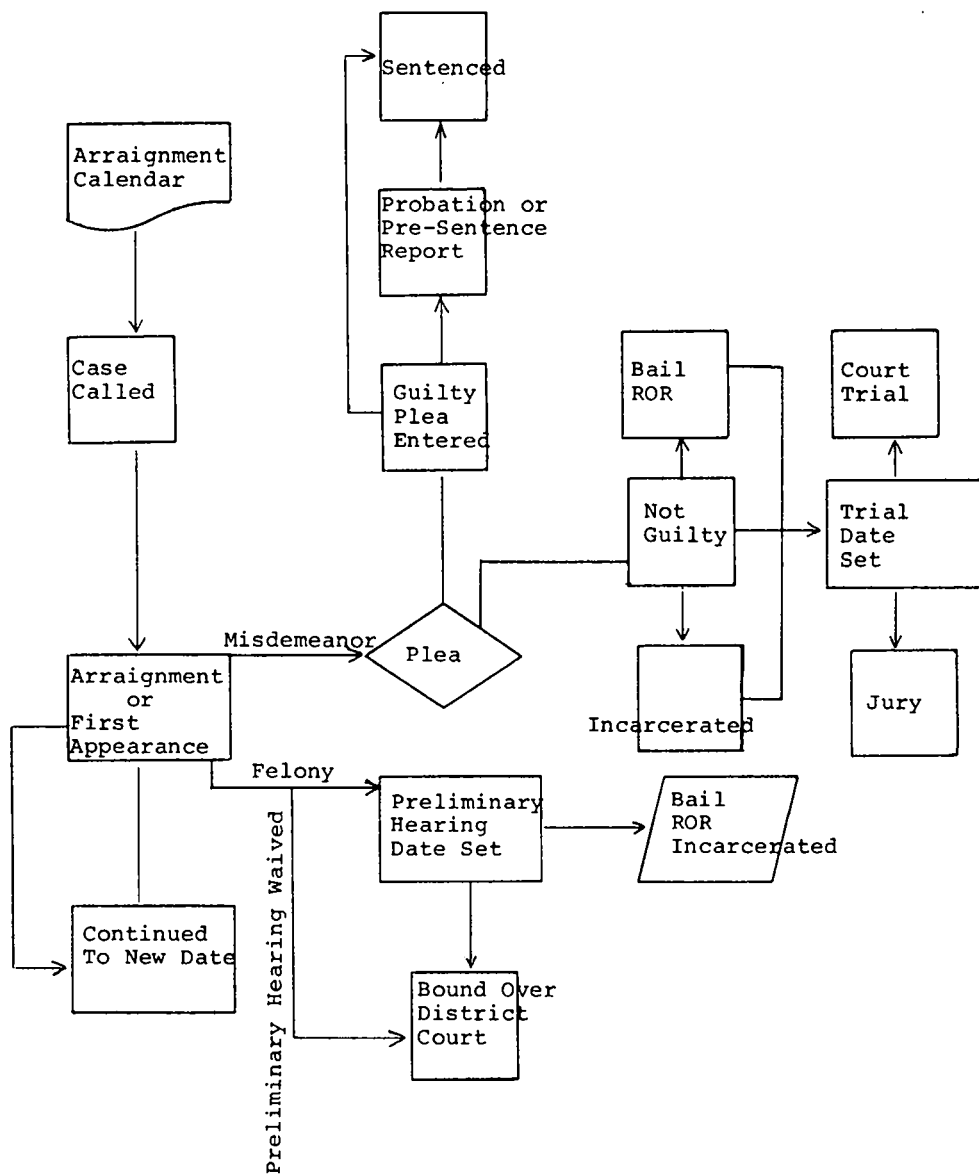 Sentenced
Arraignment
Calendar
Probation or
Pre-Sentence
Report
Case
Called
Guilty
Plea
Entered
Bail
ROR
Court
Trial
Not
Guilty
Trial
Date
Set
Misdemeanor
Plea
Arraignment
or
First
Appearance
Incarcerated
Jury
Felony
Preliminary
Hearing
Date Set
Bail
ROR
Incarcerated
Preliminary Hearing Waived
Continued
To New Date
Bound Over
District
Court